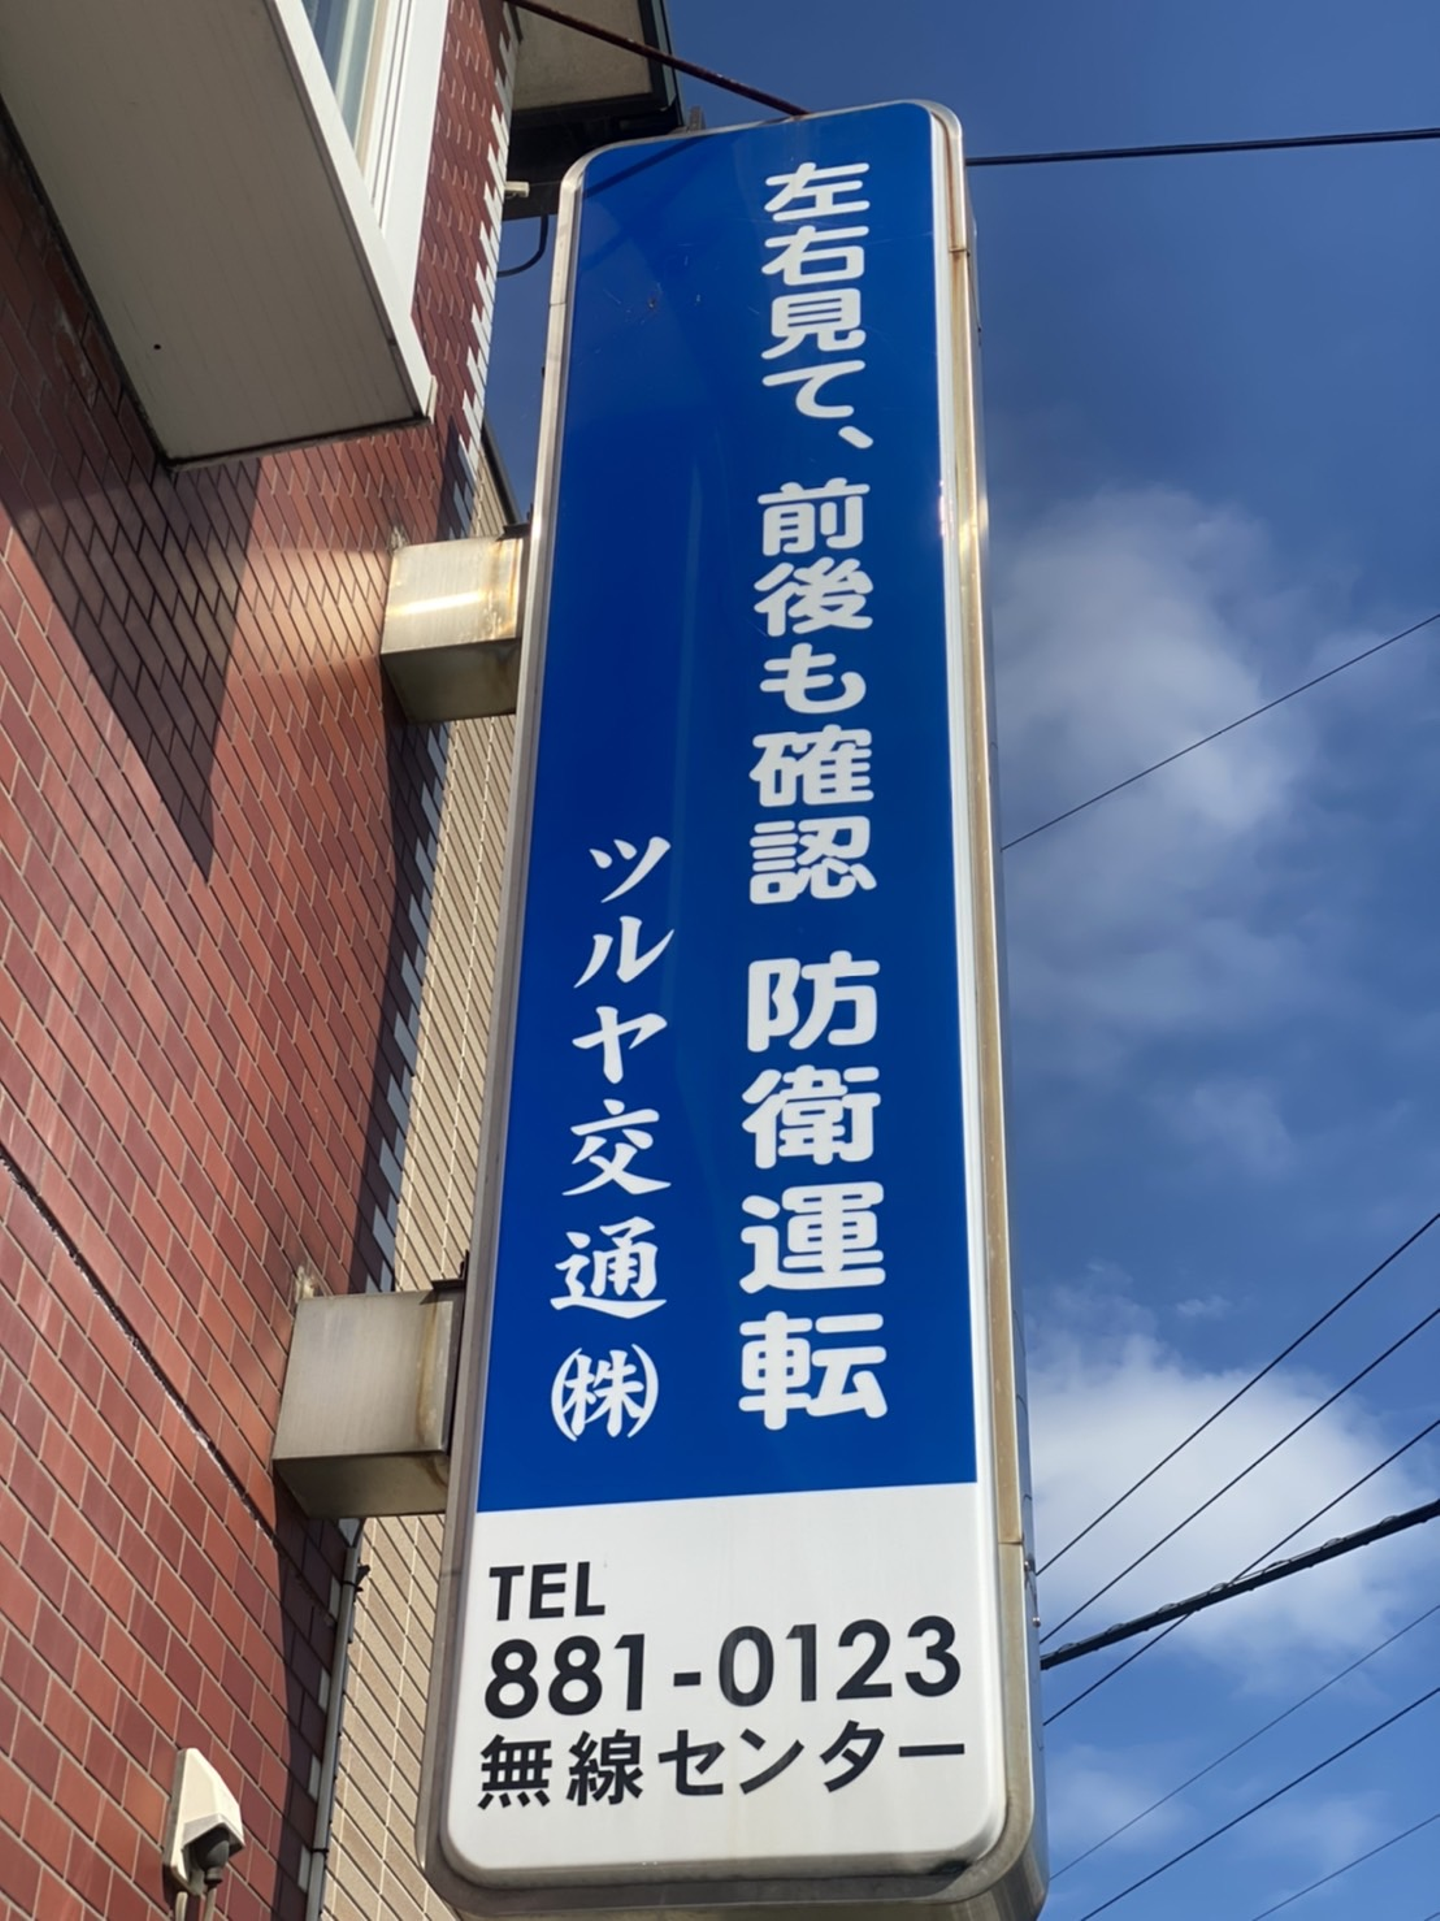 左右見て、前後も確認 防衛運転
ツルヤ交通㈱
TEL
881-0123
無線センター